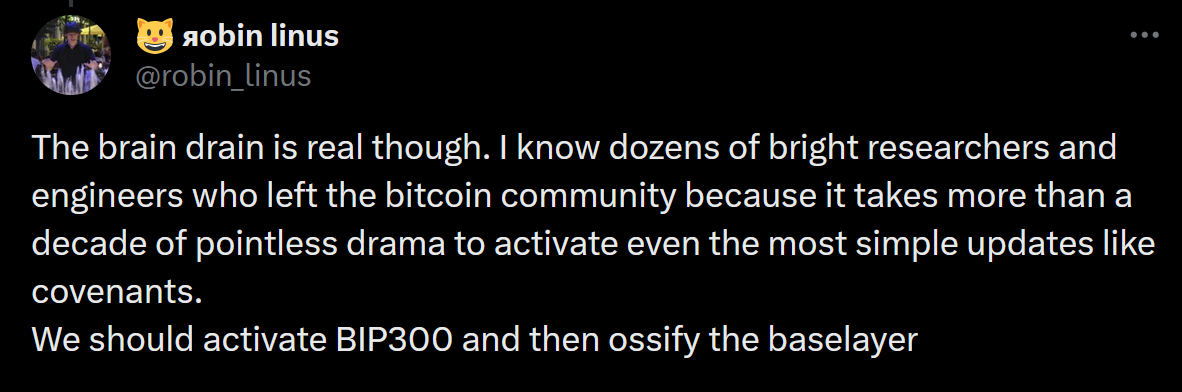 😺 яobin linus
@robin_linus
The brain drain is real though. I know dozens of bright researchers and
engineers who left the bitcoin community because it takes more than a
decade of pointless drama to activate even the most simple updates like
covenants.
We should activate BIP300 and then ossify the baselayer